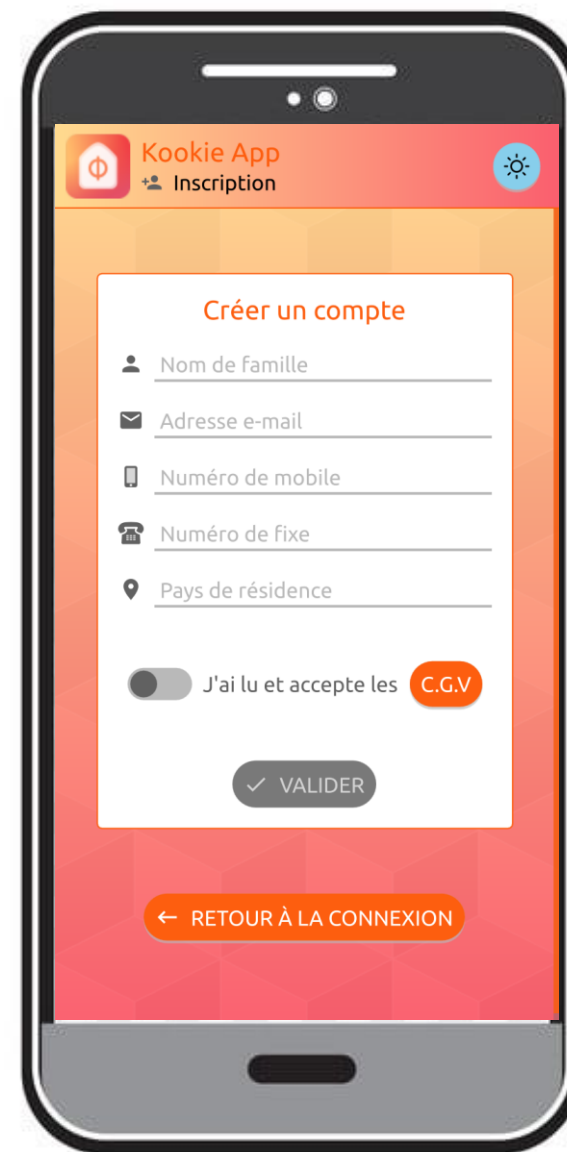 Kookie App
Inscription
Créer un compte
Nom de famille
Adresse e-mail
Numéro de mobile
Numéro de fixe
Pays de résidence
J'ai lu et accepte les C.G.V
VALIDER
RETOUR À LA CONNEXION